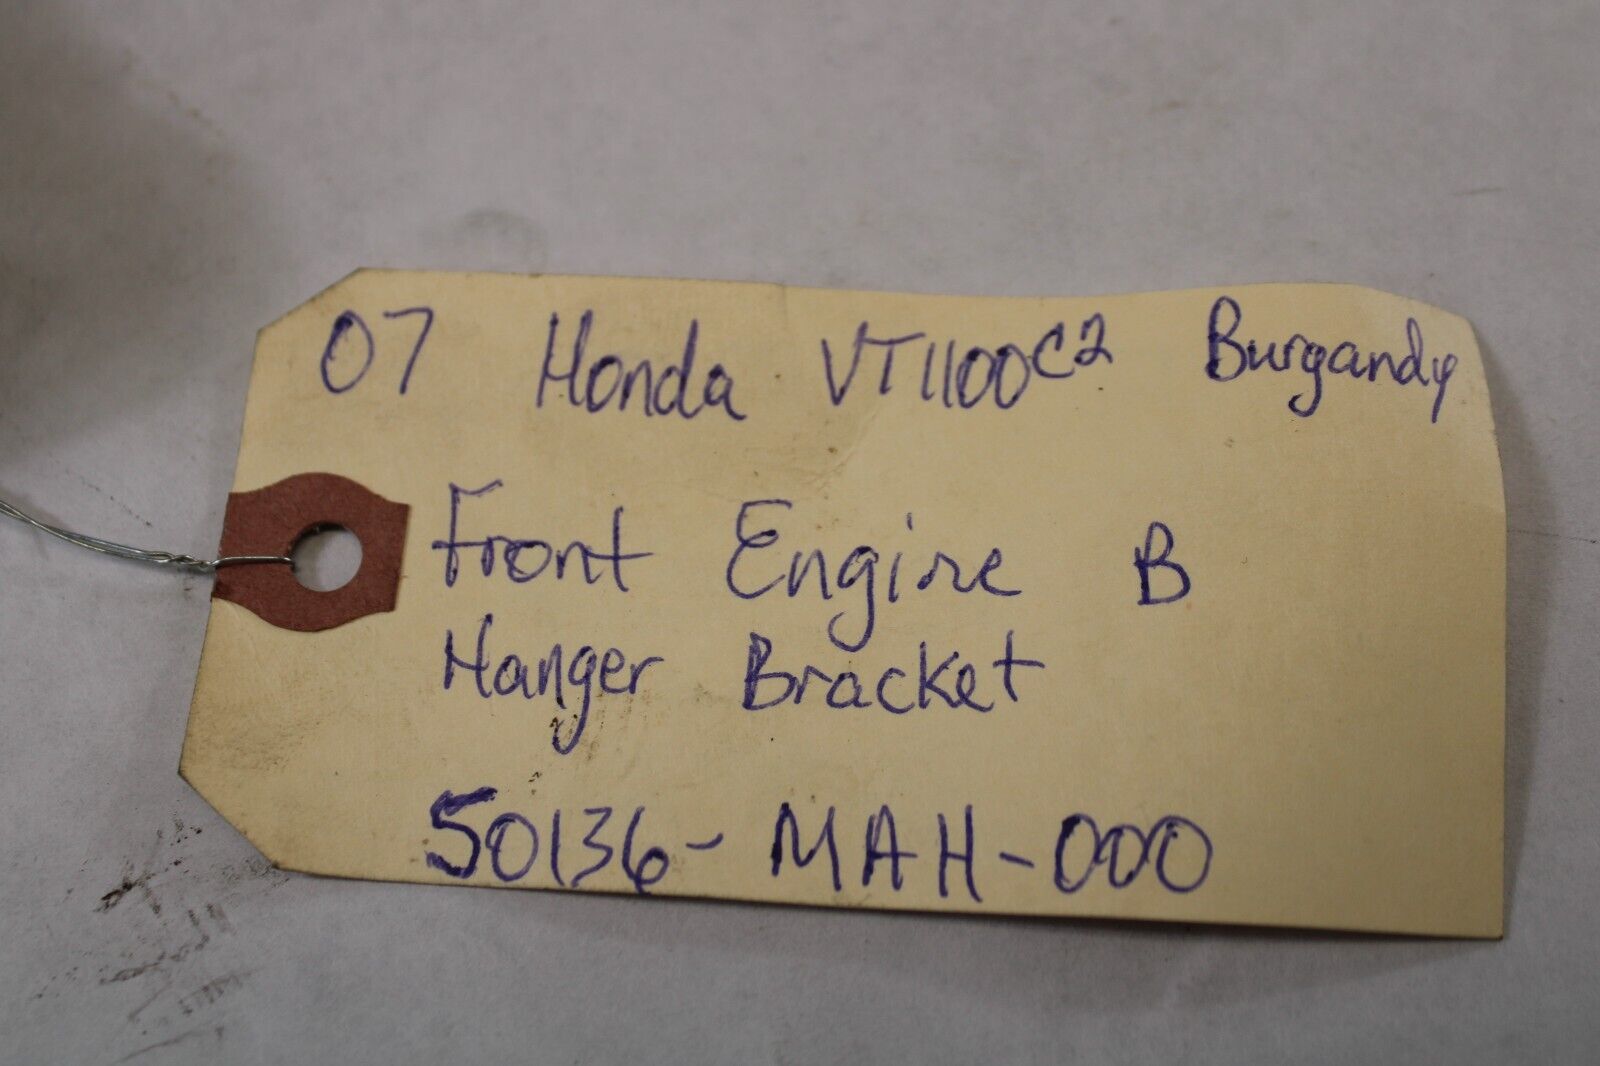 07 Honda VT1100C2 Burgandy
Front Engine B
Hanger Bracket
50136-MAH-000